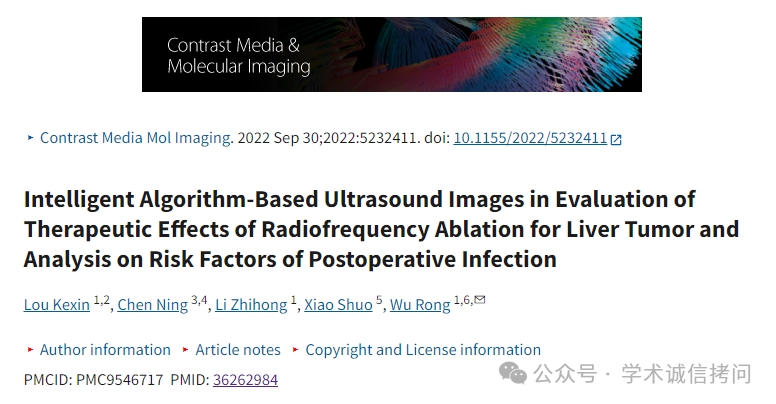 Contrast Media &
Molecular Imaging
Contrast Media Mol Imaging. 2022 Sep 30;2022:5232411. doi: 10.1155/2022/5232411
Intelligent Algorithm-Based Ultrasound Images in Evaluation of
Therapeutic Effects of Radiofrequency Ablation for Liver Tumor and
Analysis on Risk Factors of Postoperative Infection
Lou Kexin 1,2, Chen Ning 3,4, Li Zhihong 1, Xiao Shuo 5, Wu Rong 1,6,✉
Author information Article notes Copyright and License information
PMCID: PMC9546717 PMID: 36262984
公众号 · 学术诚信拷问